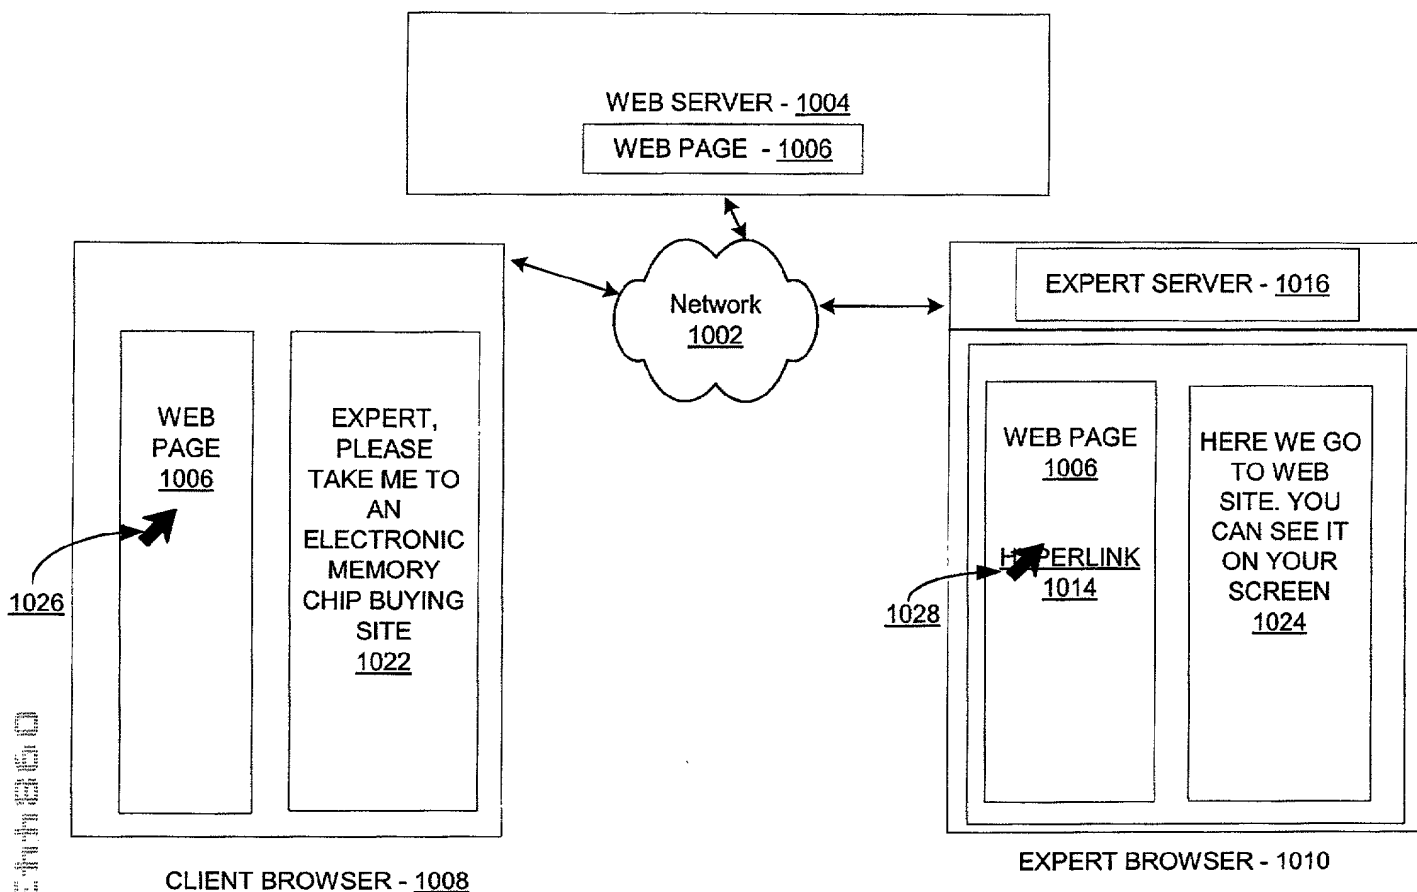 WEB SERVER - 1004
WEB PAGE - 1006
Network
1002
EXPERT SERVER - 1016
WEB
PAGE
1006
EXPERT,
PLEASE
TAKE ME TO
AN
ELECTRONIC
MEMORY
CHIP BUYING
SITE
1022
1026
WEB PAGE
1006
HYPERLINK
1014
1028
HERE WE GO
TO WEB
SITE. YOU
CAN SEE IT
ON YOUR
SCREEN
1024
CLIENT BROWSER - 1008
EXPERT BROWSER - 1010